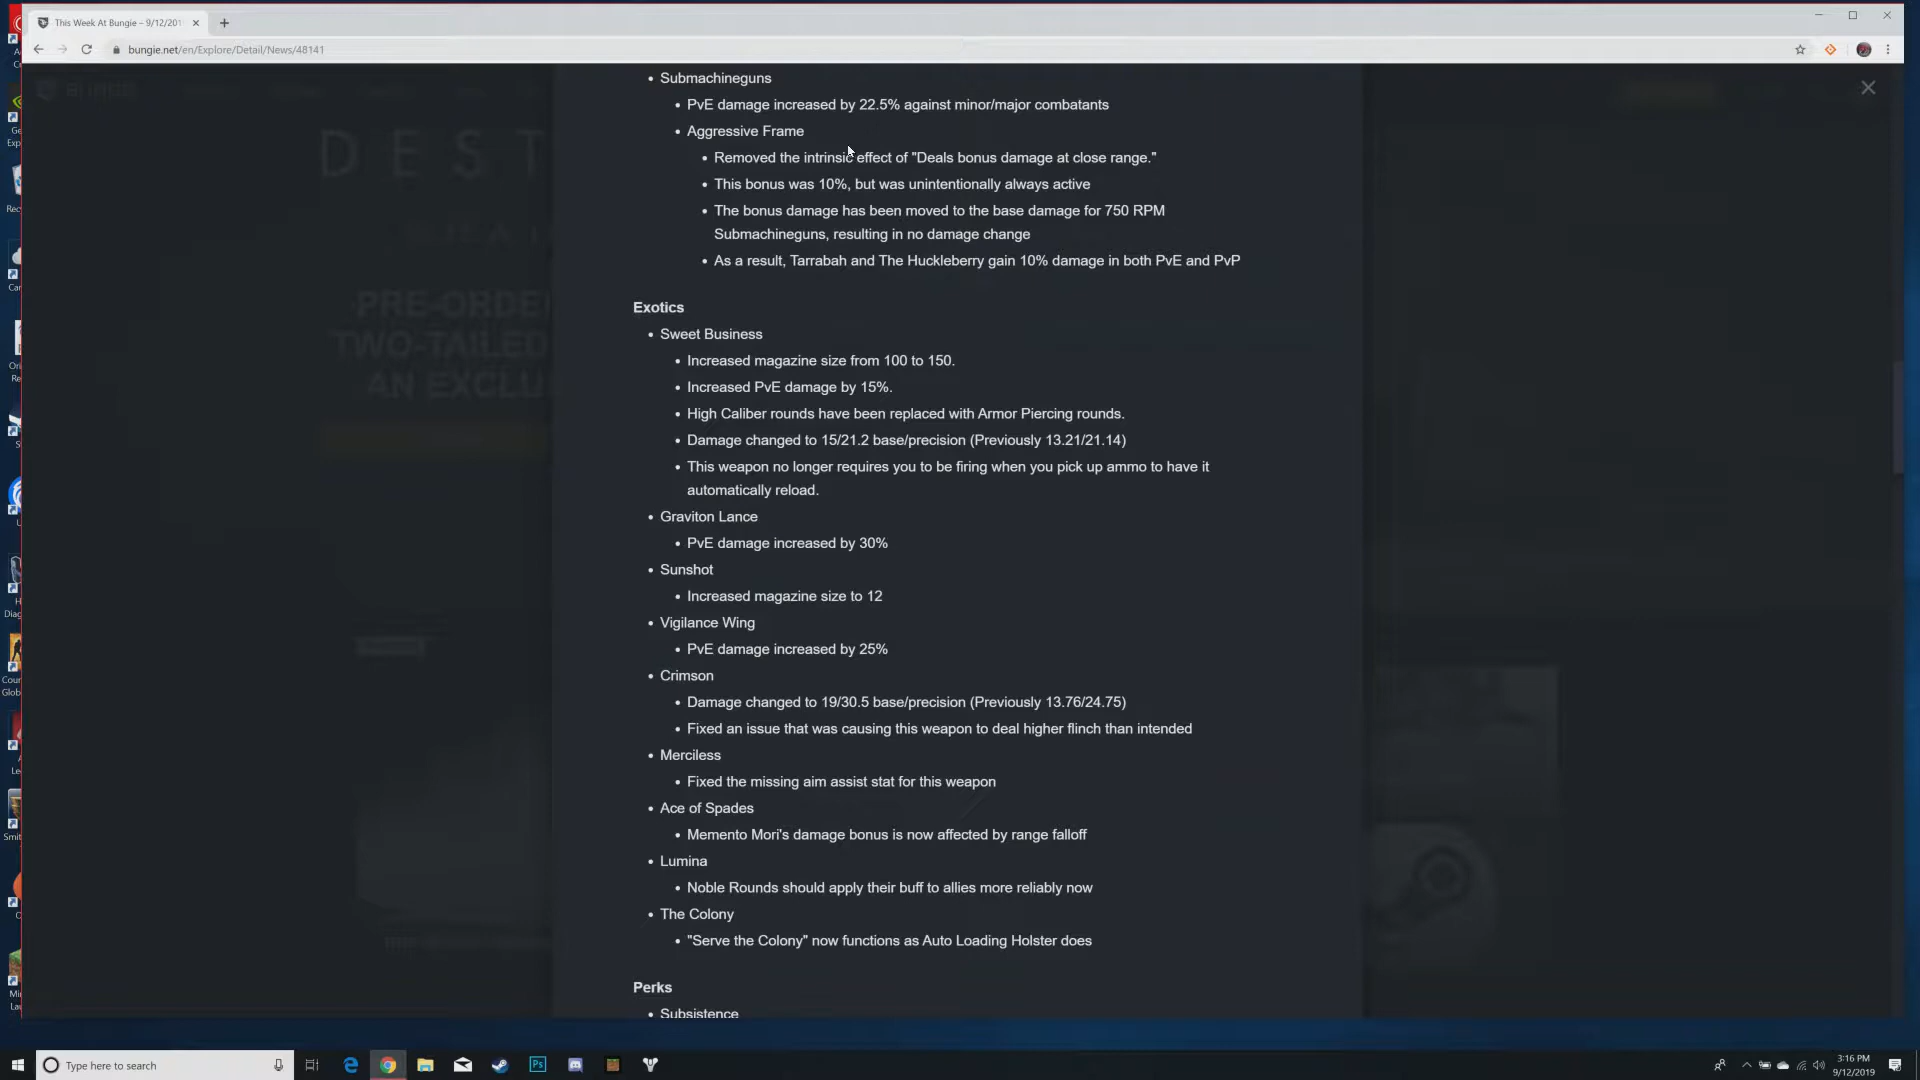 This Week At Bungie – 9/12/201
bungie.net/en/Explore/Detail/News/48141
DEST
PRE-ORDE
TWO-TAILED
AN EXCLU
• Submachineguns
• PvE damage increased by 22.5% against minor/major combatants
• Aggressive Frame
• Removed the intrinsic effect of "Deals bonus damage at close range."
• This bonus was 10%, but was unintentionally always active
• The bonus damage has been moved to the base damage for 750 RPM
Submachineguns, resulting in no damage change
• As a result, Tarrabah and The Huckleberry gain 10% damage in both PvE and PvP
Exotics
• Sweet Business
• Increased magazine size from 100 to 150.
• Increased PvE damage by 15%.
• High Caliber rounds have been replaced with Armor Piercing rounds.
• Damage changed to 15/21.2 base/precision (Previously 13.21/21.14)
• This weapon no longer requires you to be firing when you pick up ammo to have it
automatically reload.
• Graviton Lance
• PvE damage increased by 30%
• Sunshot
• Increased magazine size to 12
• Vigilance Wing
• PvE damage increased by 25%
• Crimson
• Damage changed to 19/30.5 base/precision (Previously 13.76/24.75)
• Fixed an issue that was causing this weapon to deal higher flinch than intended
• Merciless
• Fixed the missing aim assist stat for this weapon
• Ace of Spades
• Memento Mori's damage bonus is now affected by range falloff
• Lumina
• Noble Rounds should apply their buff to allies more reliably now
• The Colony
• "Serve the Colony" now functions as Auto Loading Holster does
Perks
• Subsistence
Type here to search
Ps
3:16 PM
9/12/2019